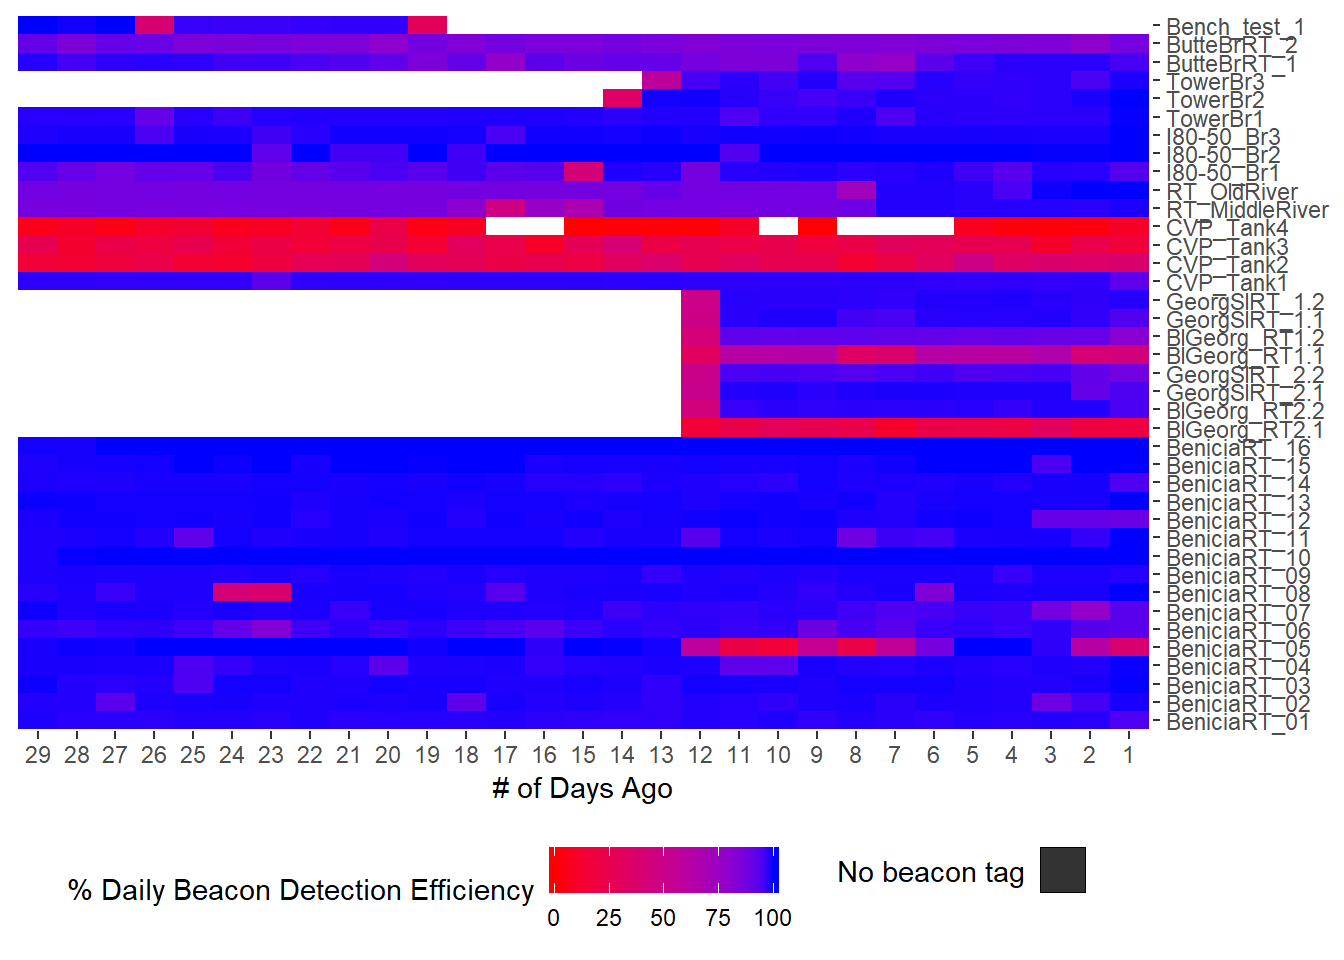 Bench_test_1
ButteBrRT_2
ButteBrRT_1
TowerBr3
TowerBr2
TowerBr1
I80-50_Br3
I80-50_Br2
I80-50_Br1
RT_OldRiver
RT_MiddleRiver
CVP_Tank4
CVP_Tank3
CVP_Tank2
CVP_Tank1
GeorgSlRT_1.2
GeorgSlRT_1.1
BlGeorg_RT1.2
BlGeorg_RT1.1
GeorgSlRT_2.2
GeorgSlRT_2.1
BlGeorg_RT2.2
BlGeorg_RT2.1
BeniciaRT_16
BeniciaRT_15
BeniciaRT_14
BeniciaRT_13
BeniciaRT_12
BeniciaRT_11
BeniciaRT_10
BeniciaRT_09
BeniciaRT_08
BeniciaRT_07
BeniciaRT_06
BeniciaRT_05
BeniciaRT_04
BeniciaRT_03
BeniciaRT_02
BeniciaRT_01
29 28 27 26 25 24 23 22 21 20 19 18 17 16 15 14 13 12 11 10 9 8 7 6 5 4 3 2 1
# of Days Ago
% Daily Beacon Detection Efficiency
0 25 50 75 100
No beacon tag